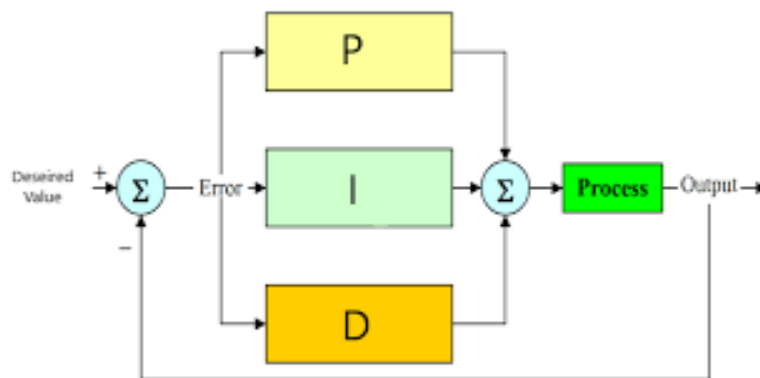 P
Deseired
Value
+
Σ
Error
I
Σ
Process
Output
−
D